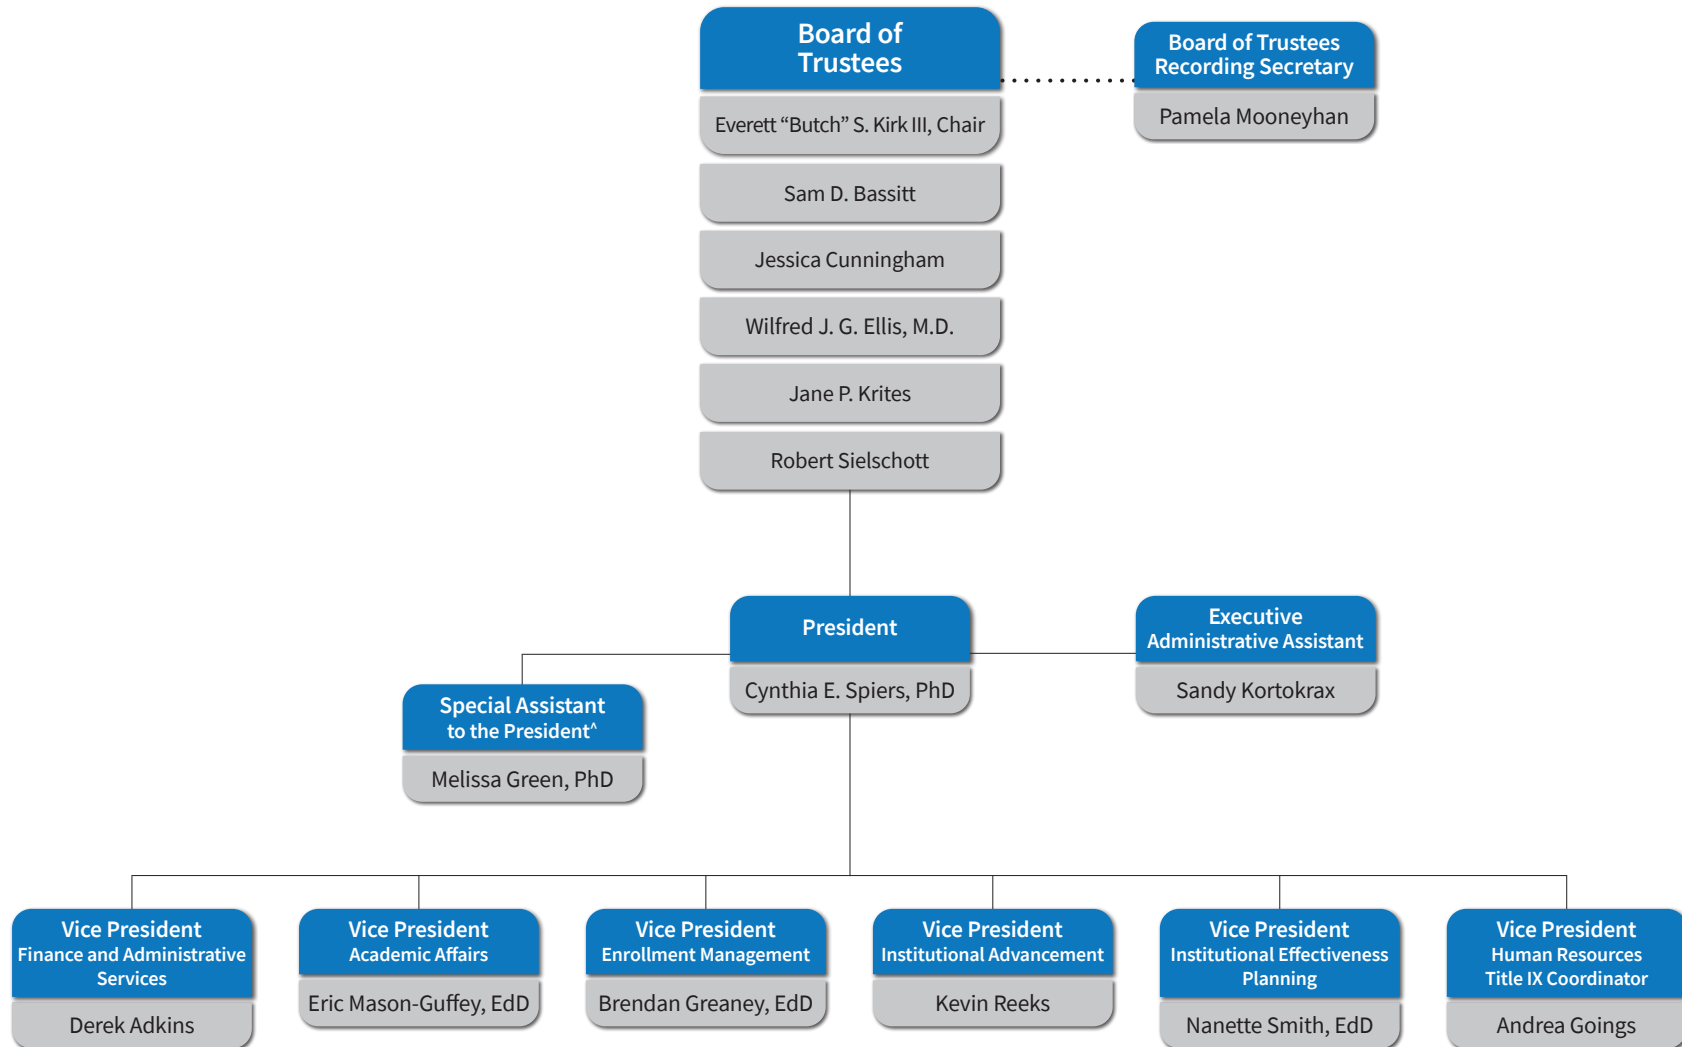 Board of
Trustees
Everett “Butch” S. Kirk III, Chair
Sam D. Bassitt
Jessica Cunningham
Wilfred J. G. Ellis, M.D.
Jane P. Krites
Robert Sielschott
Board of Trustees
Recording Secretary
Pamela Mooneyhan
President
Cynthia E. Spiers, PhD
Executive
Administrative Assistant
Sandy Kortokrax
Special Assistant
to the President^
Melissa Green, PhD
Vice President
Finance and Administrative
Services
Derek Adkins
Vice President
Academic Affairs
Eric Mason-Guffey, EdD
Vice President
Enrollment Management
Brendan Greaney, EdD
Vice President
Institutional Advancement
Kevin Reeks
Vice President
Institutional Effectiveness
Planning
Nanette Smith, EdD
Vice President
Human Resources
Title IX Coordinator
Andrea Goings